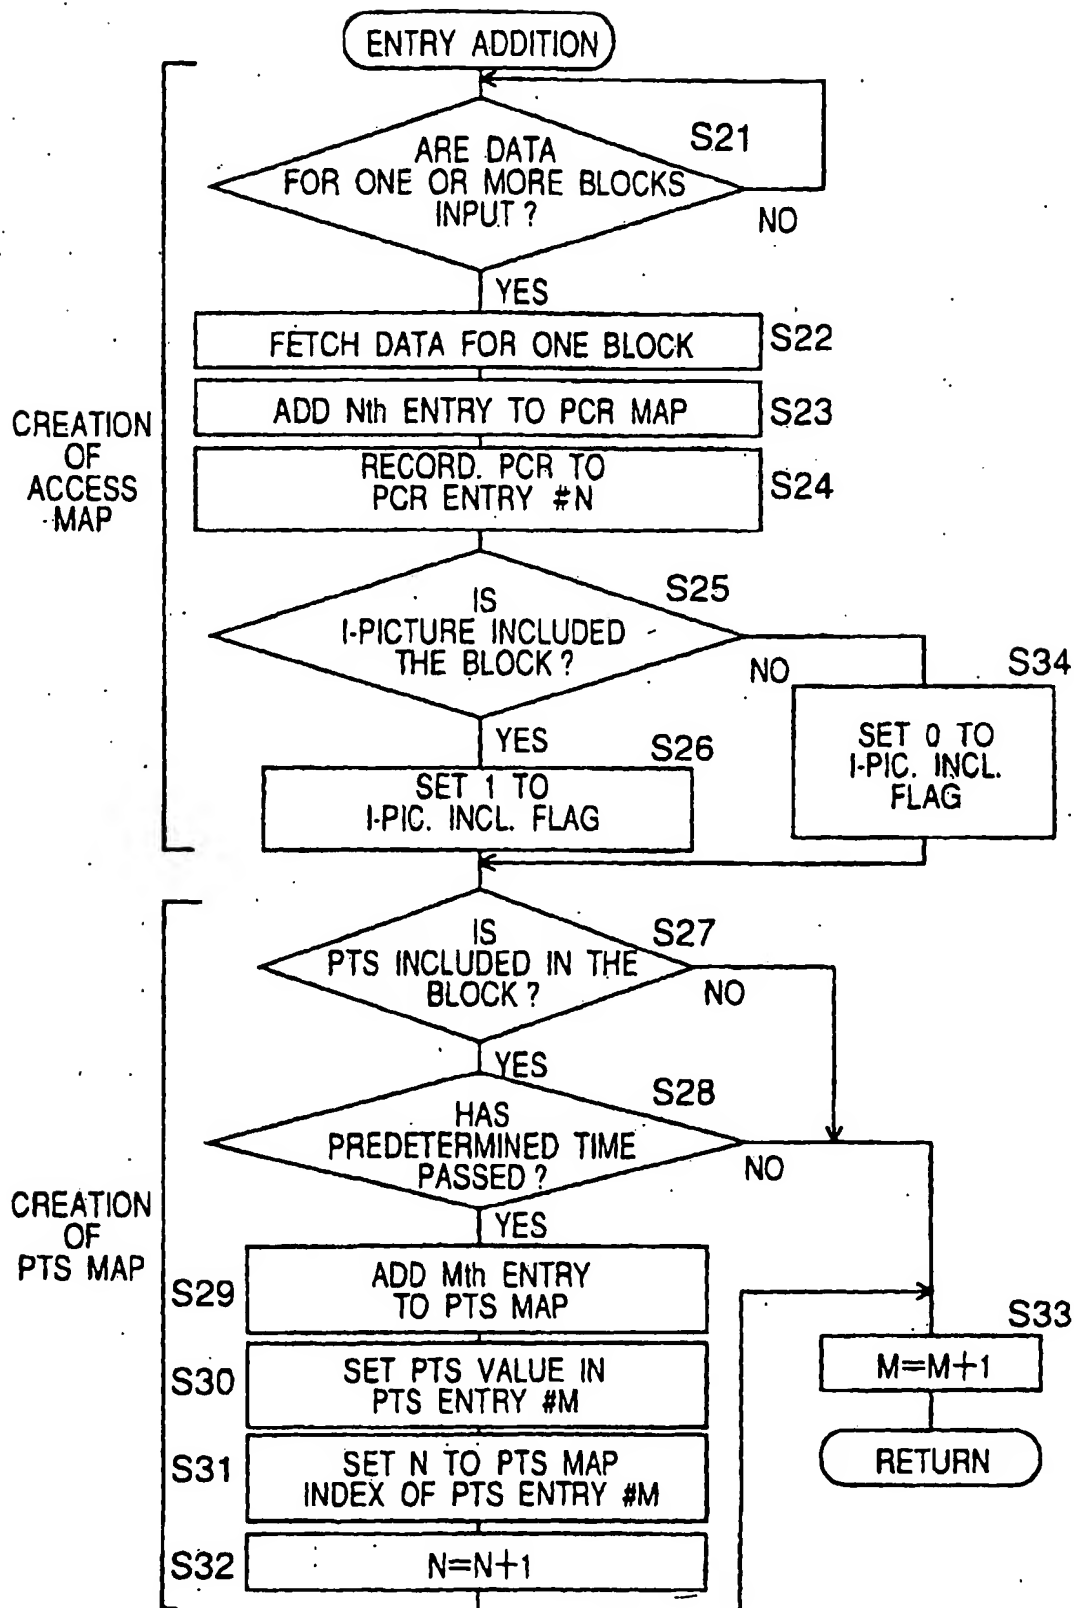 ENTRY ADDITION
ARE DATA
FOR ONE OR MORE BLOCKS
INPUT ?
S21
NO
YES
FETCH DATA FOR ONE BLOCK
S22
ADD Nth ENTRY TO PCR MAP
S23
RECORD. PCR TO
PCR ENTRY #N
S24
CREATION
OF
ACCESS
MAP
IS
I-PICTURE INCLUDED
THE BLOCK ?
S25
NO
S34
SET 0 TO
I-PIC. INCL.
FLAG
YES
S26
SET 1 TO
I-PIC. INCL. FLAG
IS
PTS INCLUDED IN THE
BLOCK ?
S27
NO
YES
HAS
PREDETERMINED TIME
PASSED ?
S28
NO
YES
CREATION
OF
PTS MAP
S29
ADD Mth ENTRY
TO PTS MAP
S30
SET PTS VALUE IN
PTS ENTRY #M
S31
SET N TO PTS MAP
INDEX OF PTS ENTRY #M
S32
N=N+1
S33
M=M+1
RETURN